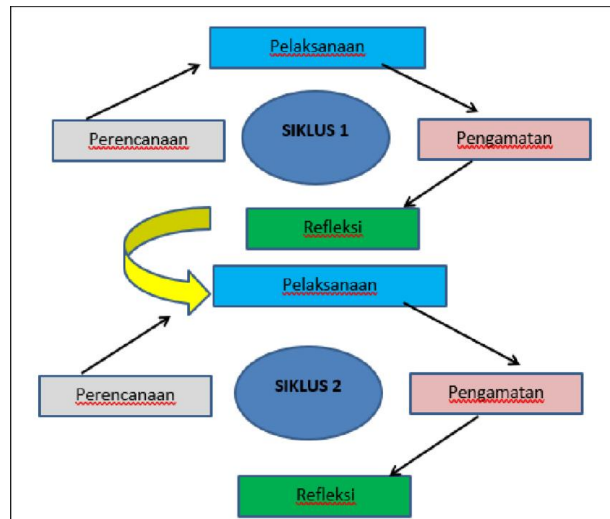 Pelaksanaan
Perencanaan
SIKLUS 1
Pengamatan
Refleksi
Pelaksanaan
Perencanaan
SIKLUS 2
Pengamatan
Refleksi